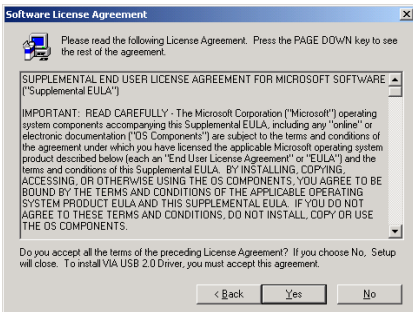 Software License Agreement
Please read the following License Agreement. Press the PAGE DOWN key to see
the rest of the agreement.
SUPPLEMENTAL END USER LICENSE AGREEMENT FOR MICROSOFT SOFTWARE
("Supplemental EULA")
IMPORTANT: READ CAREFULLY - The Microsoft Corporation ("Microsoft") operating
system components accompanying this Supplemental EULA, including any "online" or
electronic documentation ("OS Components") are subject to the terms and conditions of
the agreement under which you have licensed the applicable Microsoft operating system
product described below (each an "End User License Agreement" or "EULA") and the
terms and conditions of this Supplemental EULA. BY INSTALLING, COPYING,
ACCESSING, OR OTHERWISE USING THE OS COMPONENTS, YOU AGREE TO BE
BOUND BY THE TERMS AND CONDITIONS OF THE APPLICABLE OPERATING
SYSTEM PRODUCT EULA AND THIS SUPPLEMENTAL EULA. IF YOU DO NOT
AGREE TO THESE TERMS AND CONDITIONS, DO NOT INSTALL, COPY OR USE
THE OS COMPONENTS.
Do you accept all the terms of the preceding License Agreement? If you choose No, Setup
will close. To install VIA USB 2.0 Driver, you must accept this agreement.
< Back Yes No